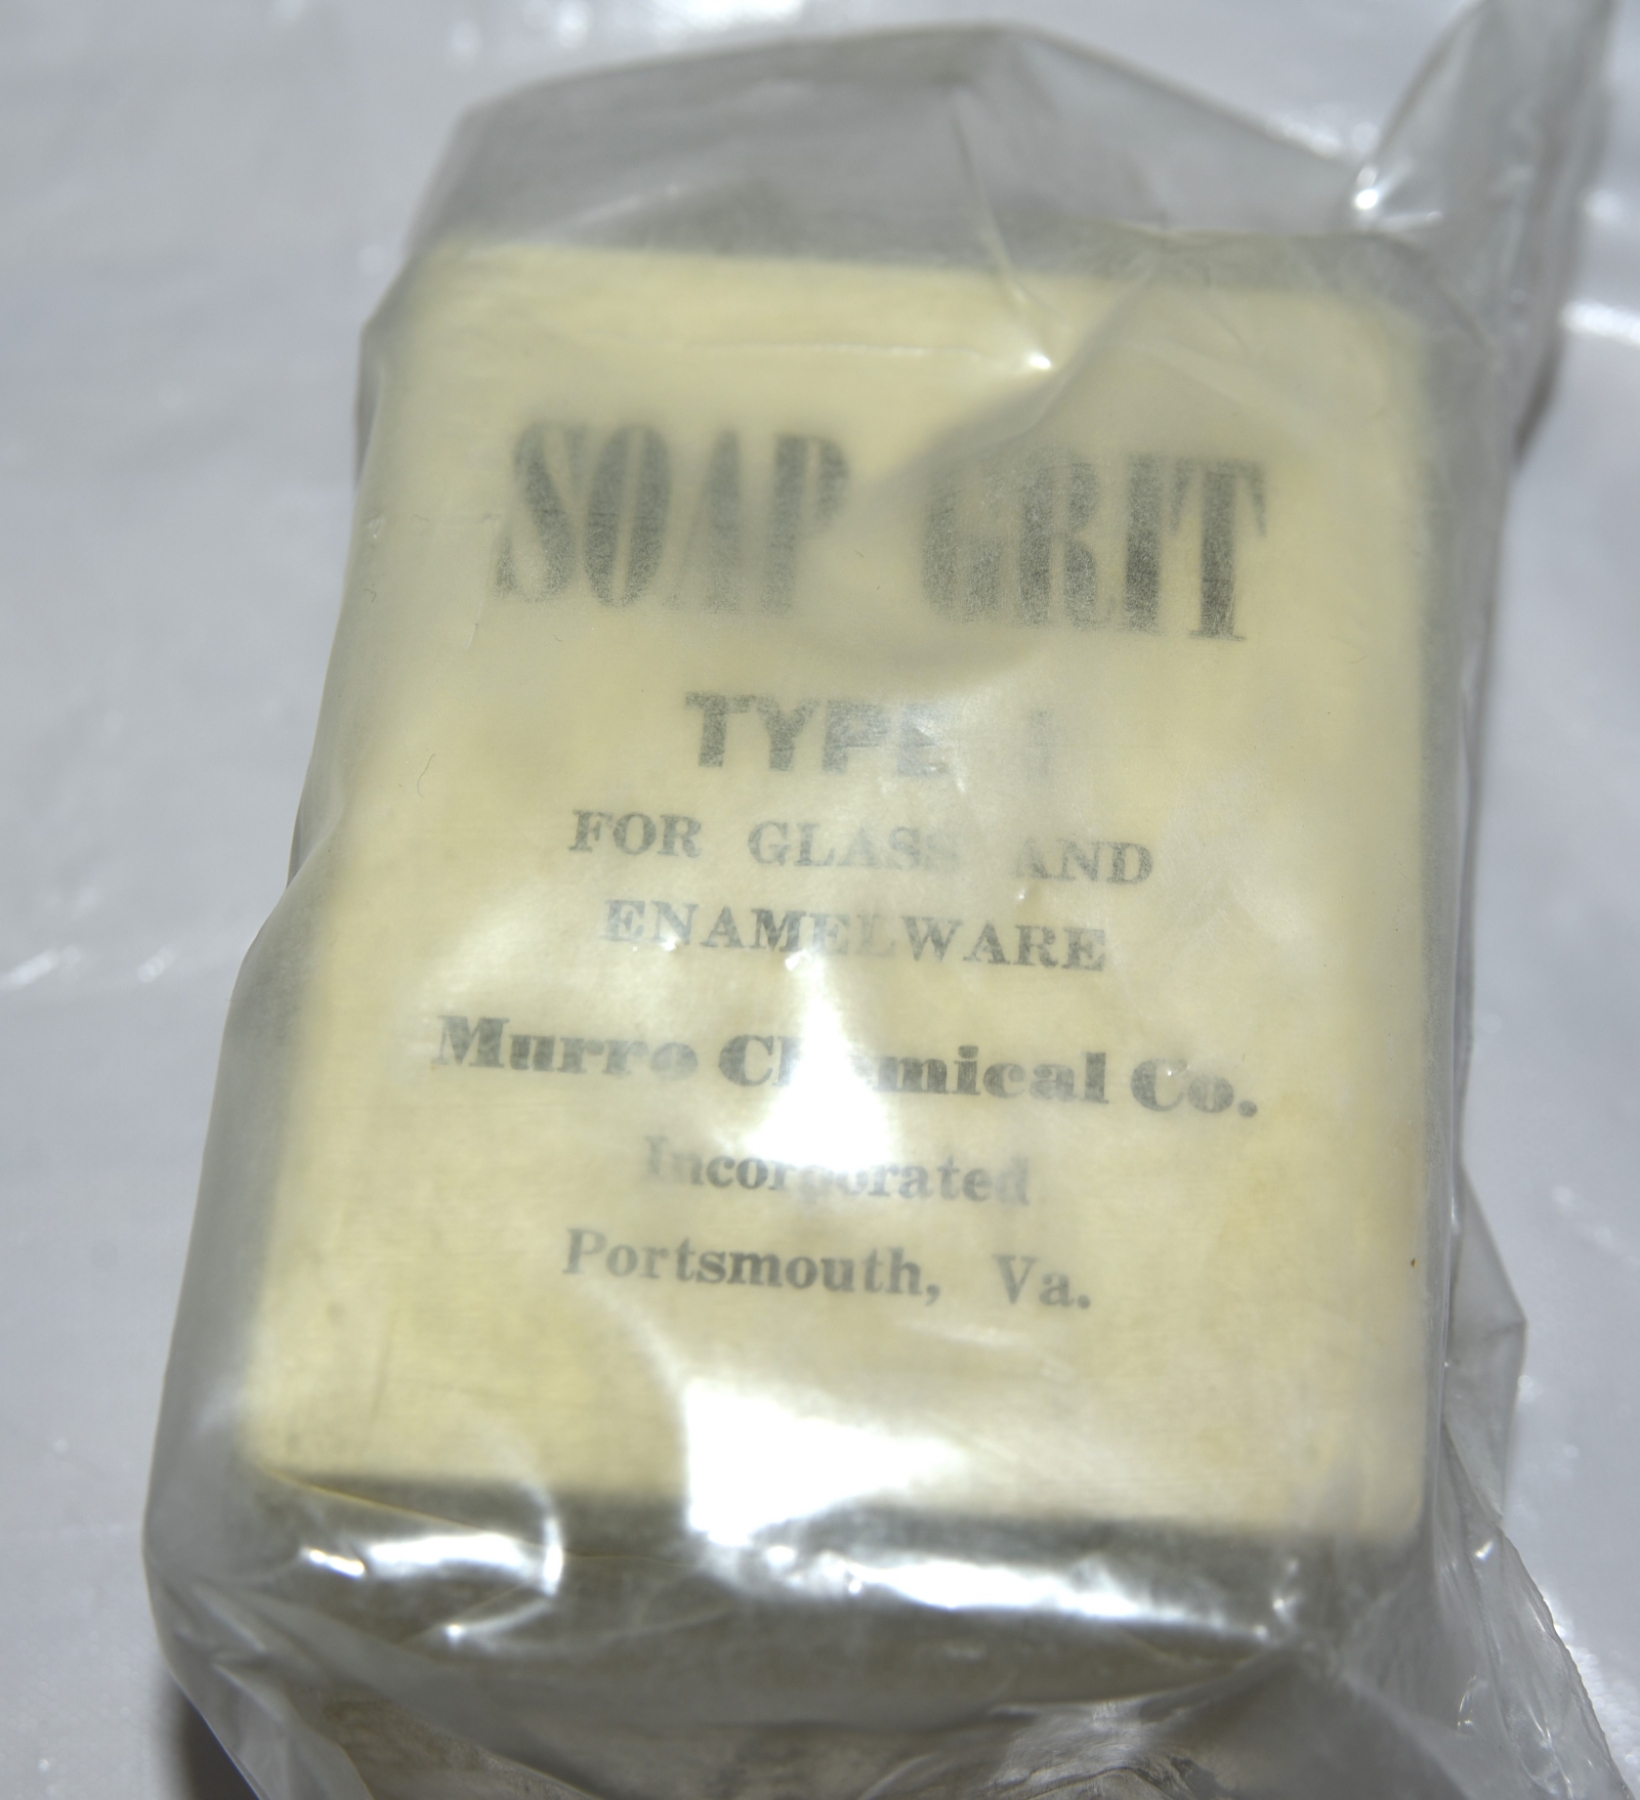 SOAP GRIT
TYPE I
FOR GLASS AND
ENAMELWARE
Murro Chemical Co.
Incorporated
Portsmouth, Va.